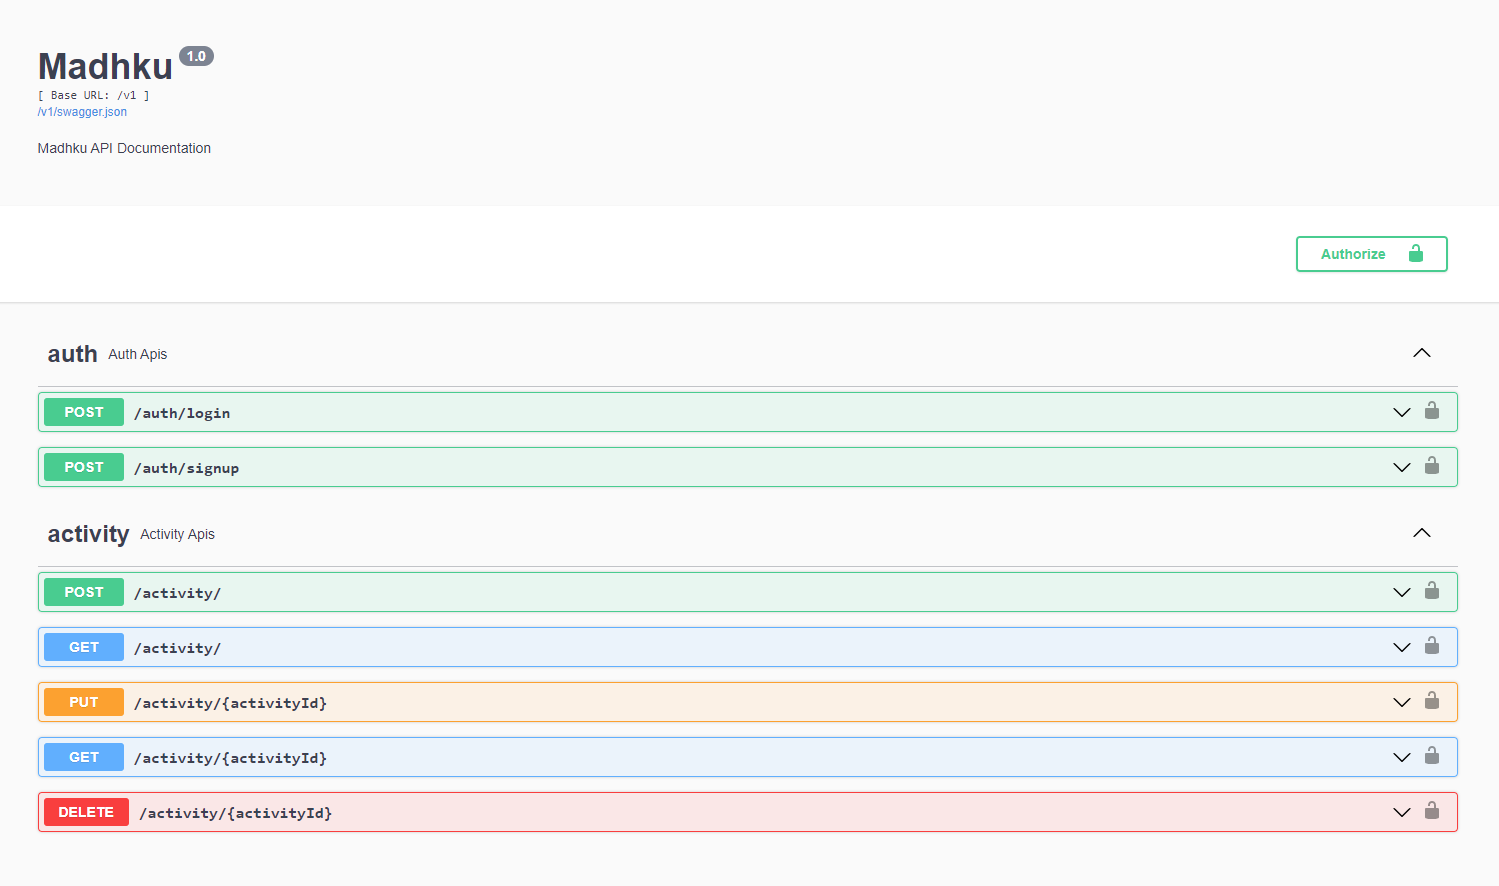 Madhku 1.0
[ Base URL: /v1 ]
/v1/swagger.json
Madhku API Documentation
Authorize
auth Auth Apis
POST /auth/login
POST /auth/signup
activity Activity Apis
POST /activity/
GET /activity/
PUT /activity/{activityId}
GET /activity/{activityId}
DELETE /activity/{activityId}